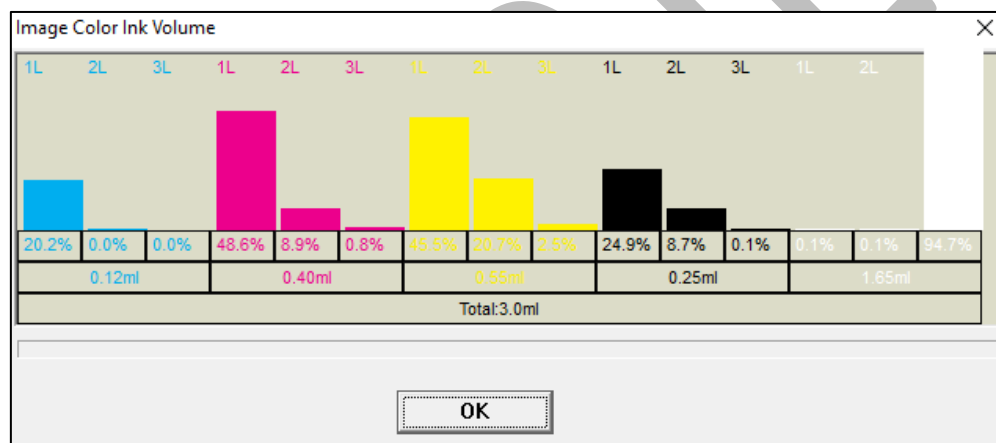 Image Color Ink Volume
1L 2L 3L 1L 2L 3L 1L 2L 3L 1L 2L 3L 1L 2L
20.2% 0.0% 0.0% 48.6% 8.9% 0.8% 45.5% 20.7% 2.5% 24.9% 8.7% 0.1% 0.1% 0.1% 94.7%
0.12ml 0.40ml 0.55ml 0.25ml 1.65ml
Total:3.0ml
OK